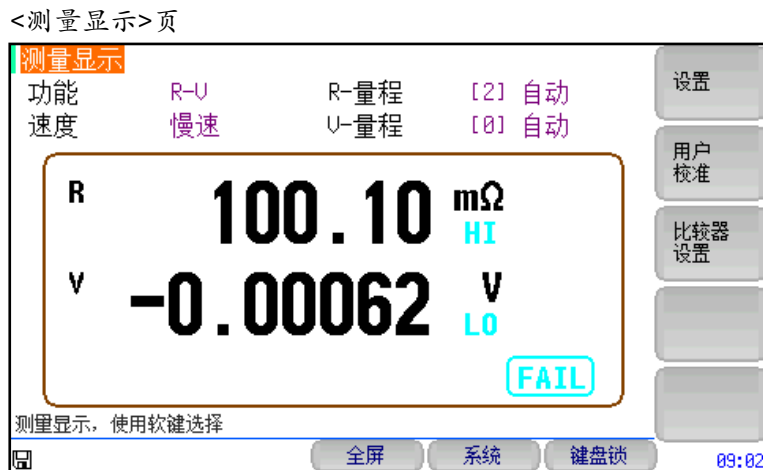 <测量显示>页
测量显示
功能 R-V R-量程 [2] 自动
速度 慢速 V-量程 [0] 自动
R 100.10 mΩ
HI
V -0.00062 V
LO
FAIL
测量显示，使用软键选择
设置
用户
校准
比较器
设置
全屏 系统 键盘锁 09:02